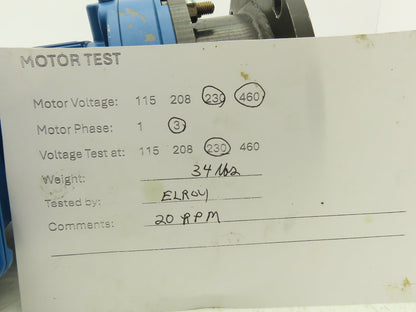 MOTOR TEST
Motor Voltage: 115 208 230 460
Motor Phase: 1 3
Voltage Test at: 115 208 230 460
Weight: 34 lbs
Tested by: ELROY
Comments: 20 RPM